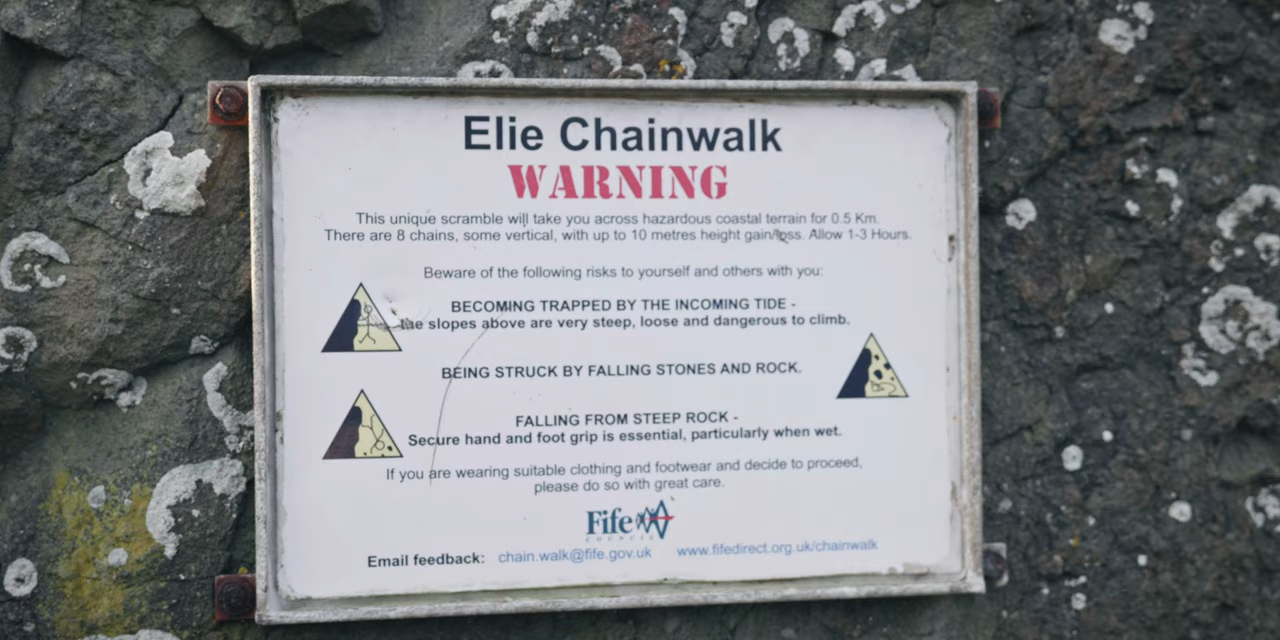 Elie Chainwalk
WARNING
This unique scramble will take you across hazardous coastal terrain for 0.5 Km.
There are 8 chains, some vertical, with up to 10 metres height gain/loss. Allow 1-3 Hours.
Beware of the following risks to yourself and others with you:
BECOMING TRAPPED BY THE INCOMING TIDE -
the slopes above are very steep, loose and dangerous to climb.
BEING STRUCK BY FALLING STONES AND ROCK.
FALLING FROM STEEP ROCK -
Secure hand and foot grip is essential, particularly when wet.
If you are wearing suitable clothing and footwear and decide to proceed,
please do so with great care.
Fife
COUNCIL
Email feedback: chain.walk@fife.gov.uk www.fifedirect.org.uk/chainwalk